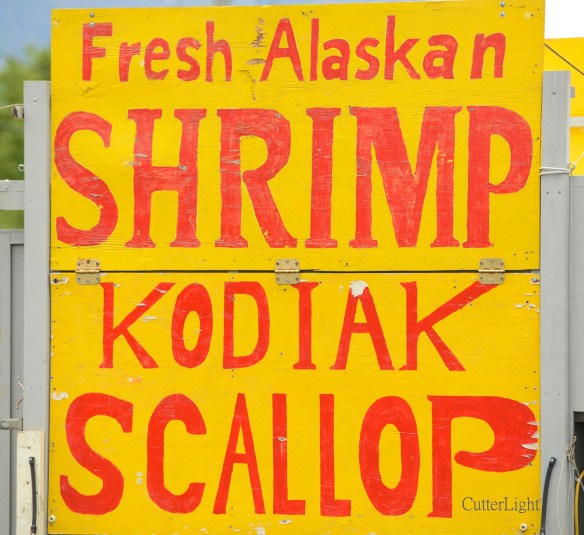 Fresh Alaskan
SHRIMP
KODIAK
SCALLOP
CutterLight